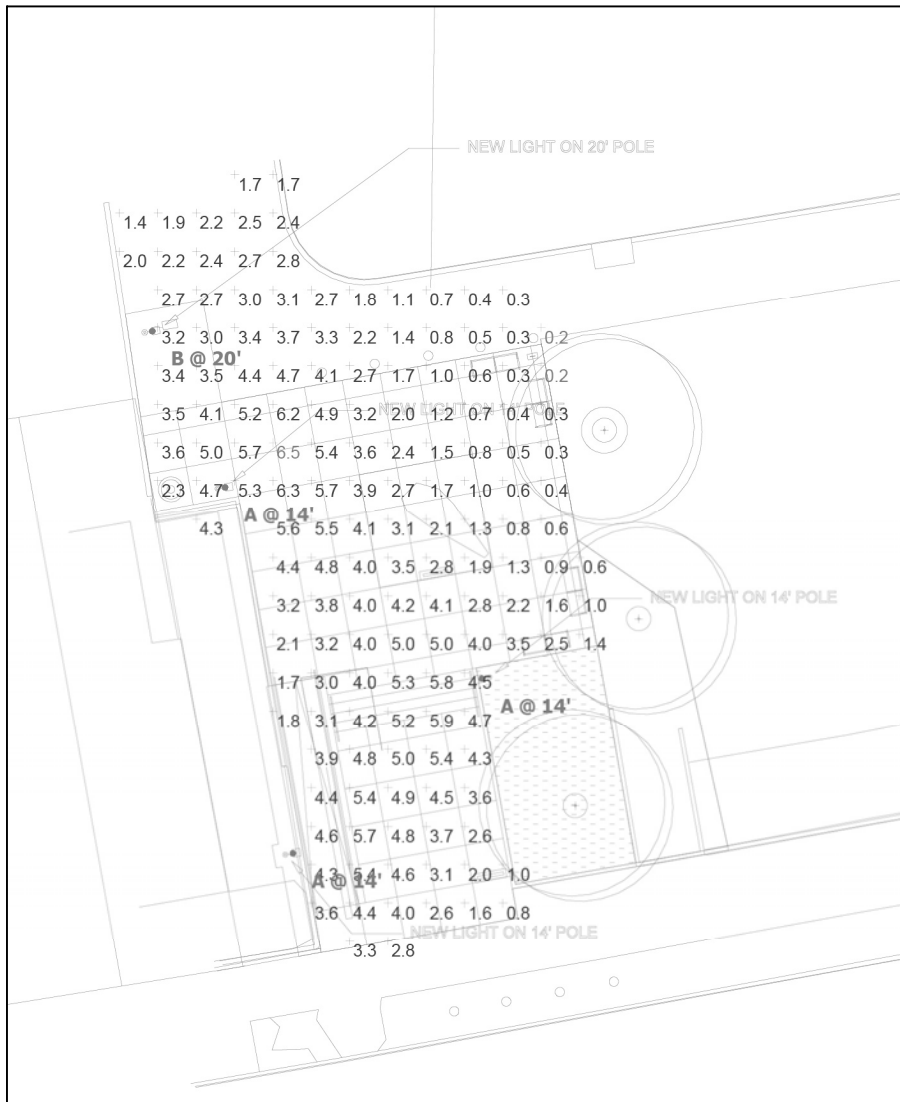 NEW LIGHT ON 20' POLE
1.7 1.7
1.4 1.9 2.2 2.5 2.4
2.0 2.2 2.4 2.7 2.8
2.7 2.7 3.0 3.1 2.7 1.8 1.1 0.7 0.4 0.3
3.2 3.0 3.4 3.7 3.3 2.2 1.4 0.8 0.5 0.3 0.2
B @ 20'
3.4 3.5 4.4 4.7 4.1 2.7 1.7 1.0 0.6 0.3 0.2
NEW LIGHT ON 14' POLE
3.5 4.1 5.2 6.2 4.9 3.2 2.0 1.2 0.7 0.4 0.3
3.6 5.0 5.7 6.5 5.4 3.6 2.4 1.5 0.8 0.5 0.3
2.3 4.7 5.3 6.3 5.7 3.9 2.7 1.7 1.0 0.6 0.4
A @ 14'
4.3 5.6 5.5 4.1 3.1 2.1 1.3 0.8 0.6
4.4 4.8 4.0 3.5 2.8 1.9 1.3 0.9 0.6
NEW LIGHT ON 14' POLE
3.2 3.8 4.0 4.2 4.1 2.8 2.2 1.6 1.0
2.1 3.2 4.0 5.0 5.0 4.0 3.5 2.5 1.4
1.7 3.0 4.0 5.3 5.8 4.5
A @ 14'
1.8 3.1 4.2 5.2 5.9 4.7
3.9 4.8 5.0 5.4 4.3
4.4 5.4 4.9 4.5 3.6
4.6 5.7 4.8 3.7 2.6
4.3 5.4 4.6 3.1 2.0 1.0
A @ 14'
3.6 4.4 4.0 2.6 1.6 0.8
NEW LIGHT ON 14' POLE
3.3 2.8